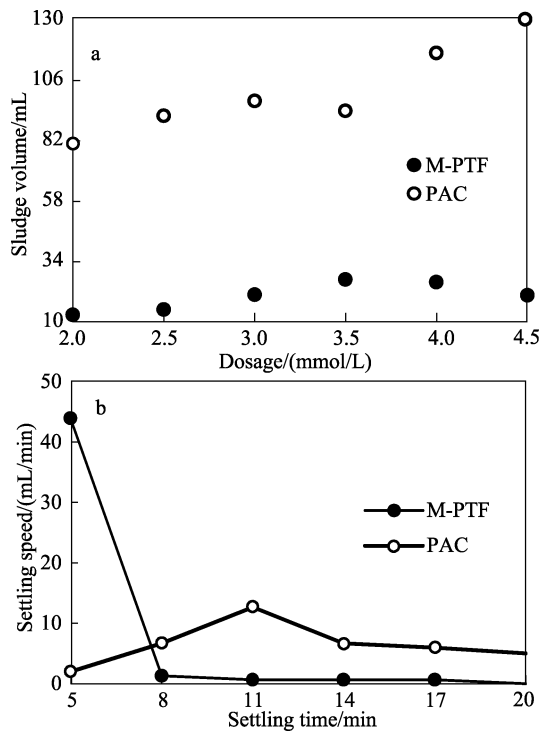 130
a
106
82
58
34
10
Sludge volume/mL
M-PTF
PAC
2.0 2.5 3.0 3.5 4.0 4.5
Dosage/(mmol/L)
50
b
40
30
20
10
0
Settling speed/(mL/min)
M-PTF
PAC
5 8 11 14 17 20
Settling time/min